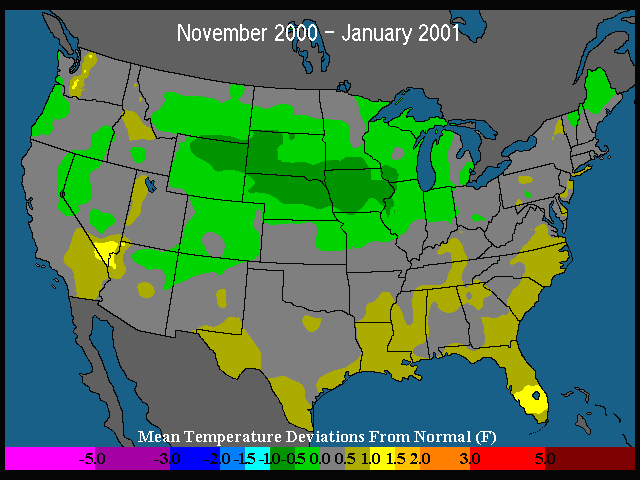 November 2000 - January 2001
Mean Temperature Deviations From Normal (F)
-5.0 -3.0 -2.0 -1.5 -1.0 -0.5 0.0 0.5 1.0 1.5 2.0 3.0 5.0